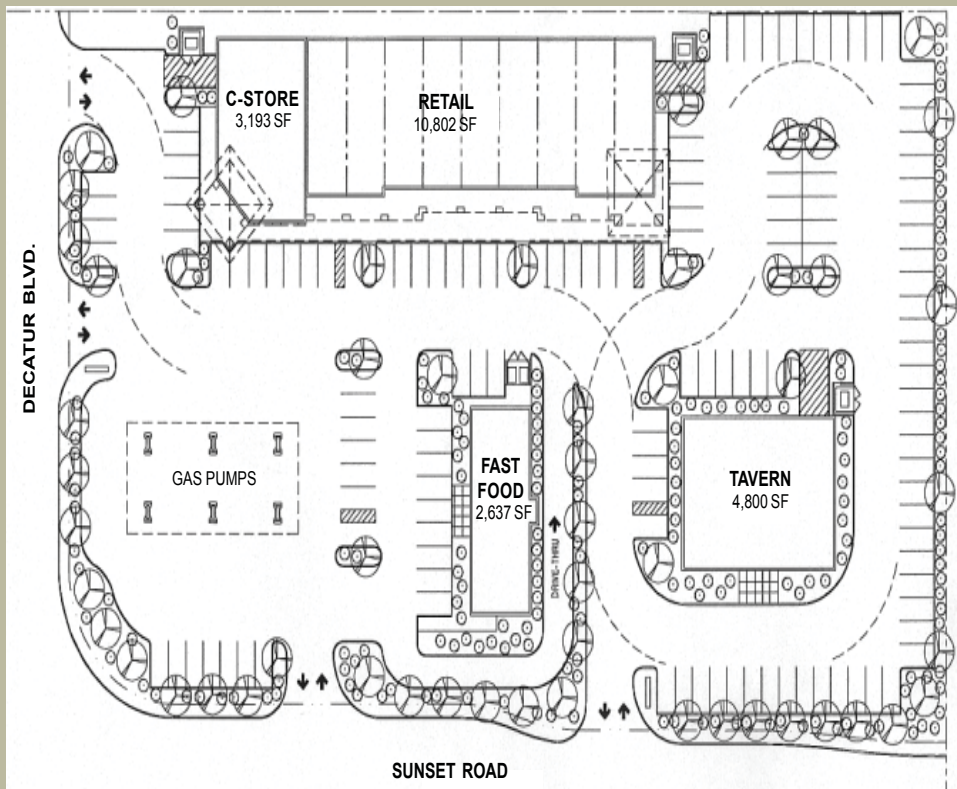 C-STORE
3,193 SF
RETAIL
10,802 SF
DECATUR BLVD.
GAS PUMPS
FAST
FOOD
2,637 SF
DRIVE-THRU
TAVERN
4,800 SF
SUNSET ROAD